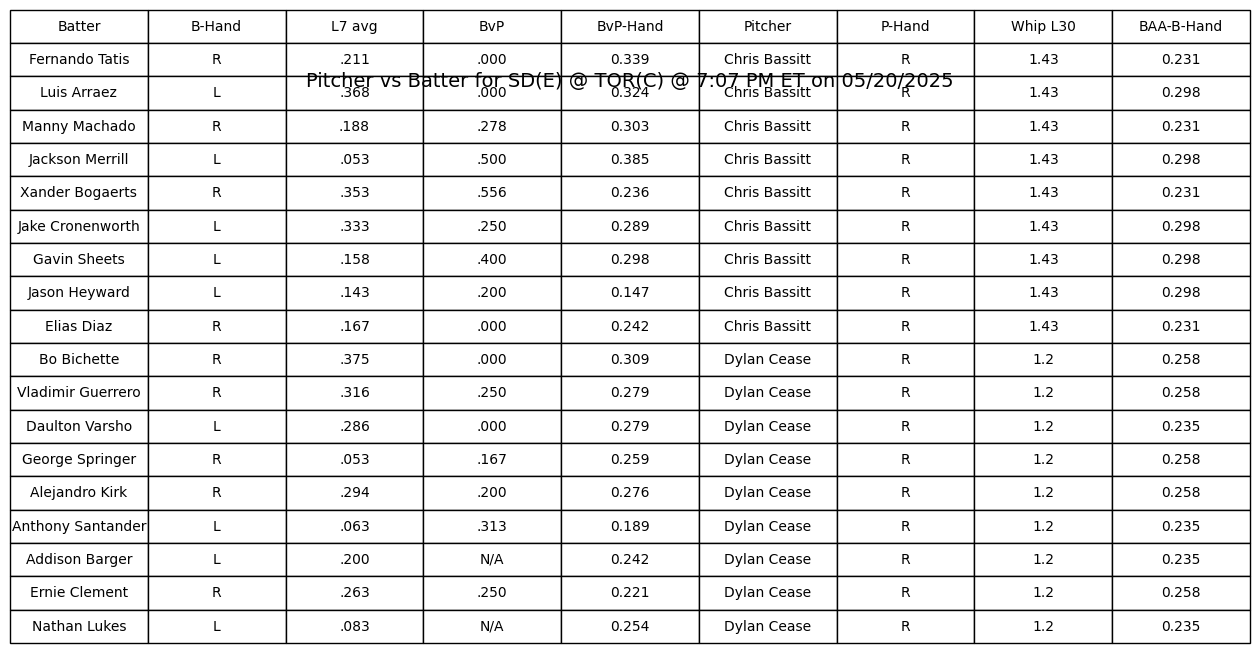 Batter B-Hand L7 avg BvP BvP-Hand Pitcher P-Hand Whip L30 BAA-B-Hand
Fernando Tatis R .211 .000 0.339 Chris Bassitt R 1.43 0.231
Pitcher vs Batter for SD(E) @ TOR(C) @ 7:07 PM ET on 05/20/2025
Luis Arraez L .368 .000 0.324 Chris Bassitt R 1.43 0.298
Manny Machado R .188 .278 0.303 Chris Bassitt R 1.43 0.231
Jackson Merrill L .053 .500 0.385 Chris Bassitt R 1.43 0.298
Xander Bogaerts R .353 .556 0.236 Chris Bassitt R 1.43 0.231
Jake Cronenworth L .333 .250 0.289 Chris Bassitt R 1.43 0.298
Gavin Sheets L .158 .400 0.298 Chris Bassitt R 1.43 0.298
Jason Heyward L .143 .200 0.147 Chris Bassitt R 1.43 0.298
Elias Diaz R .167 .000 0.242 Chris Bassitt R 1.43 0.231
Bo Bichette R .375 .000 0.309 Dylan Cease R 1.2 0.258
Vladimir Guerrero R .316 .250 0.279 Dylan Cease R 1.2 0.258
Daulton Varsho L .286 .000 0.279 Dylan Cease R 1.2 0.235
George Springer R .053 .167 0.259 Dylan Cease R 1.2 0.258
Alejandro Kirk R .294 .200 0.276 Dylan Cease R 1.2 0.258
Anthony Santander L .063 .313 0.189 Dylan Cease R 1.2 0.235
Addison Barger L .200 N/A 0.242 Dylan Cease R 1.2 0.235
Ernie Clement R .263 .250 0.221 Dylan Cease R 1.2 0.258
Nathan Lukes L .083 N/A 0.254 Dylan Cease R 1.2 0.235